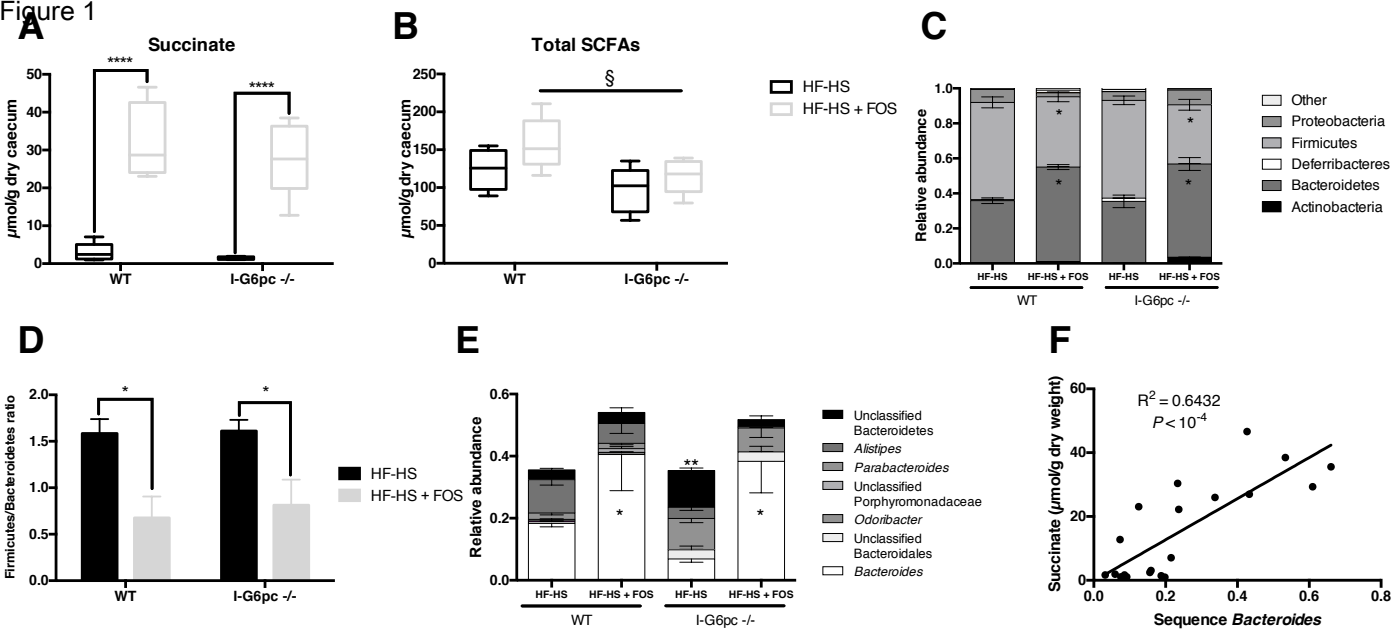 Figure 1
A
Succinate
****
****
µmol/g dry caecum
50
40
30
20
10
0
WT
I-G6pc -/-
B
Total SCFAs
§
µmol/g dry caecum
250
200
150
100
50
0
WT
I-G6pc -/-
HF-HS
HF-HS + FOS
C
Relative abundance
1.0
0.8
0.6
0.4
0.2
0.0
*
*
*
*
HF-HS
HF-HS + FOS
HF-HS
HF-HS + FOS
WT
I-G6pc -/-
Other
Proteobacteria
Firmicutes
Deferribacteres
Bacteroidetes
Actinobacteria
D
Firmicutes/Bacteroidetes ratio
2.0
1.5
1.0
0.5
0.0
*
*
WT
I-G6pc -/-
HF-HS
HF-HS + FOS
E
Relative abundance
0.6
0.4
0.2
0.0
*
**
*
HF-HS
HF-HS + FOS
HF-HS
HF-HS + FOS
WT
I-G6pc -/-
Unclassified
Bacteroidetes
Alistipes
Parabacteroides
Unclassified
Porphyromonadaceae
Odoribacter
Unclassified
Bacteroidales
Bacteroides
F
Succinate (µmol/g dry weight)
60
40
20
0
R² = 0.6432
P < 10⁻⁴
0.0
0.2
0.4
0.6
0.8
Sequence Bacteroides